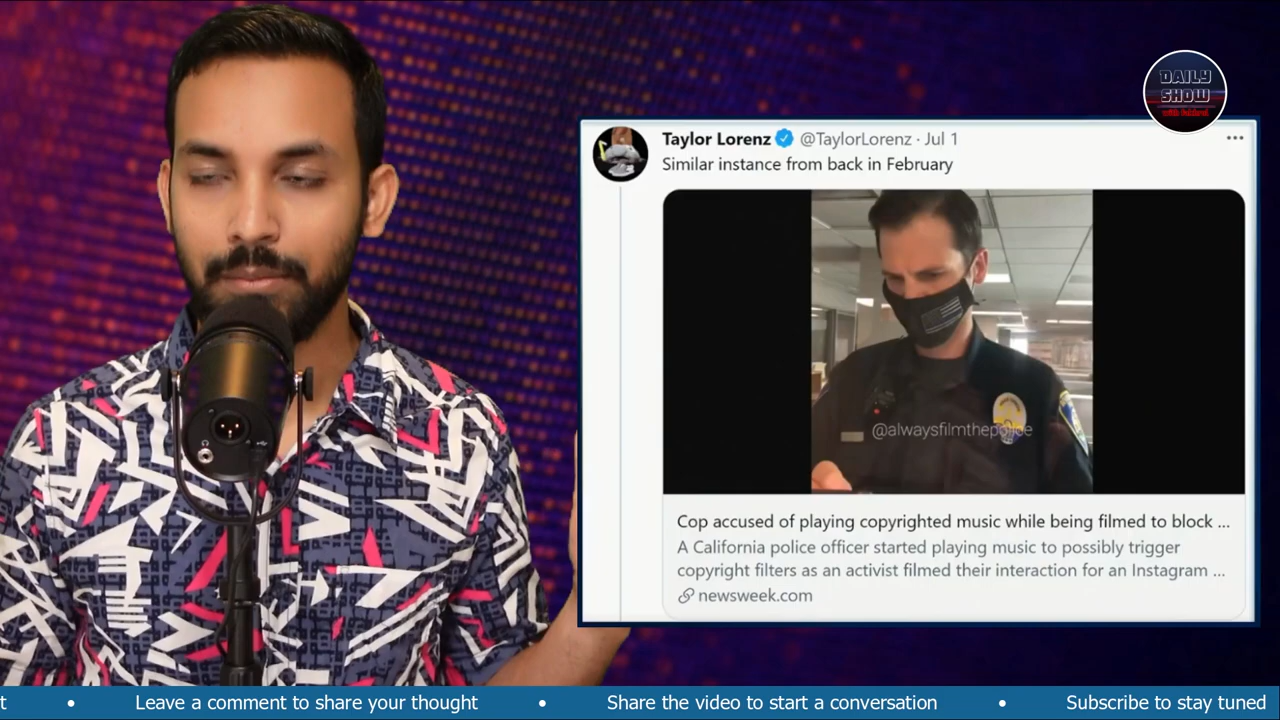 DAILY
SHOW
Taylor Lorenz @TaylorLorenz · Jul 1
Similar instance from back in February
@alwaysfilmthepolice
Cop accused of playing copyrighted music while being filmed to block ...
A California police officer started playing music to possibly trigger
copyright filters as an activist filmed their interaction for an Instagram ...
newsweek.com
t • Leave a comment to share your thought • Share the video to start a conversation • Subscribe to stay tuned